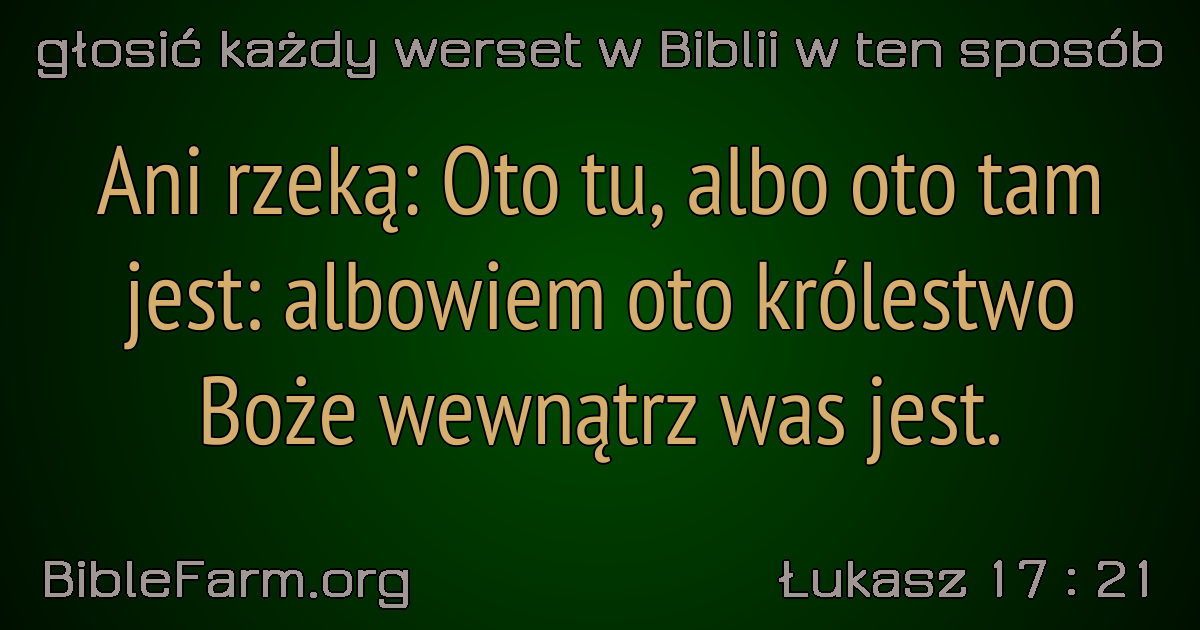 głosić każdy werset w Biblii w ten sposób
Ani rzeką: Oto tu, albo oto tam
jest: albowiem oto królestwo
Boże wewnątrz was jest.
BibleFarm.org
Łukasz 17 : 21